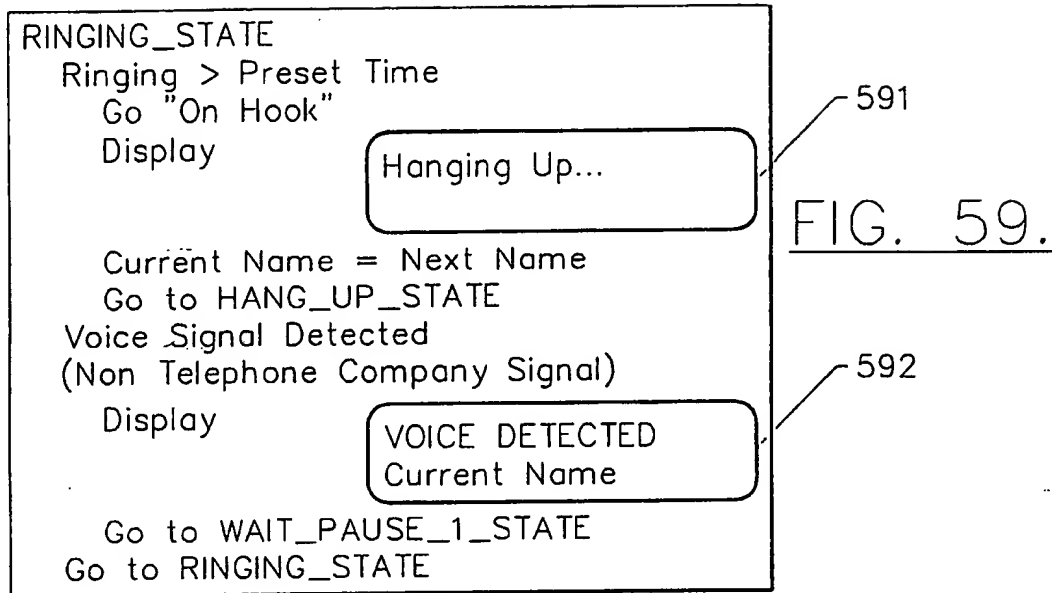 RINGING_STATE
Ringing > Preset Time
Go "On Hook"
Display
Hanging Up...
591
FIG. 59.
Current Name = Next Name
Go to HANG_UP_STATE
Voice Signal Detected
(Non Telephone Company Signal)
Display
VOICE DETECTED
Current Name
592
Go to WAIT_PAUSE_1_STATE
Go to RINGING_STATE